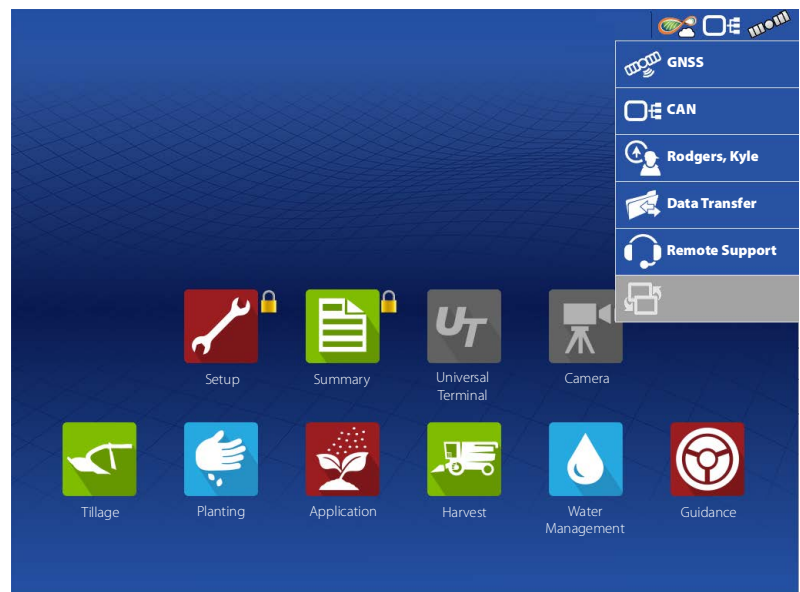 GNSS
CAN
Rodgers, Kyle
Data Transfer
Remote Support
UT
Setup
Summary
Universal
Terminal
Camera
Tillage
Planting
Application
Harvest
Water
Management
Guidance